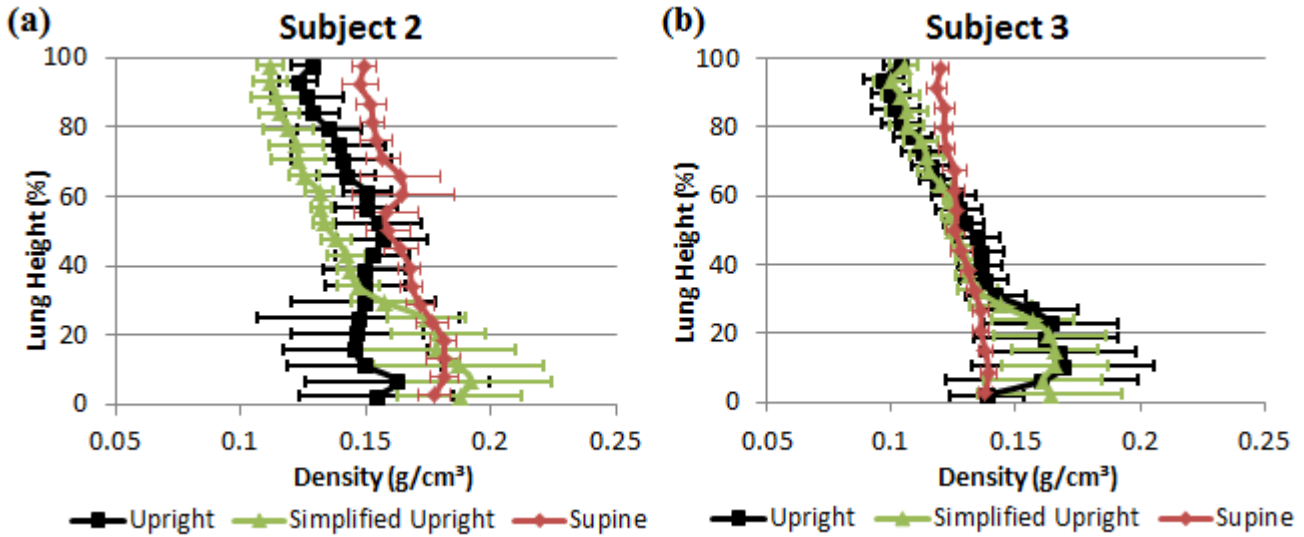 (a)
Subject 2
Lung Height (%)
100
80
60
40
20
0
0.05 0.1 0.15 0.2 0.25
Density (g/cm³)
Upright Simplified Upright Supine
(b)
Subject 3
Lung Height (%)
100
80
60
40
20
0
0.05 0.1 0.15 0.2 0.25
Density (g/cm³)
Upright Simplified Upright Supine